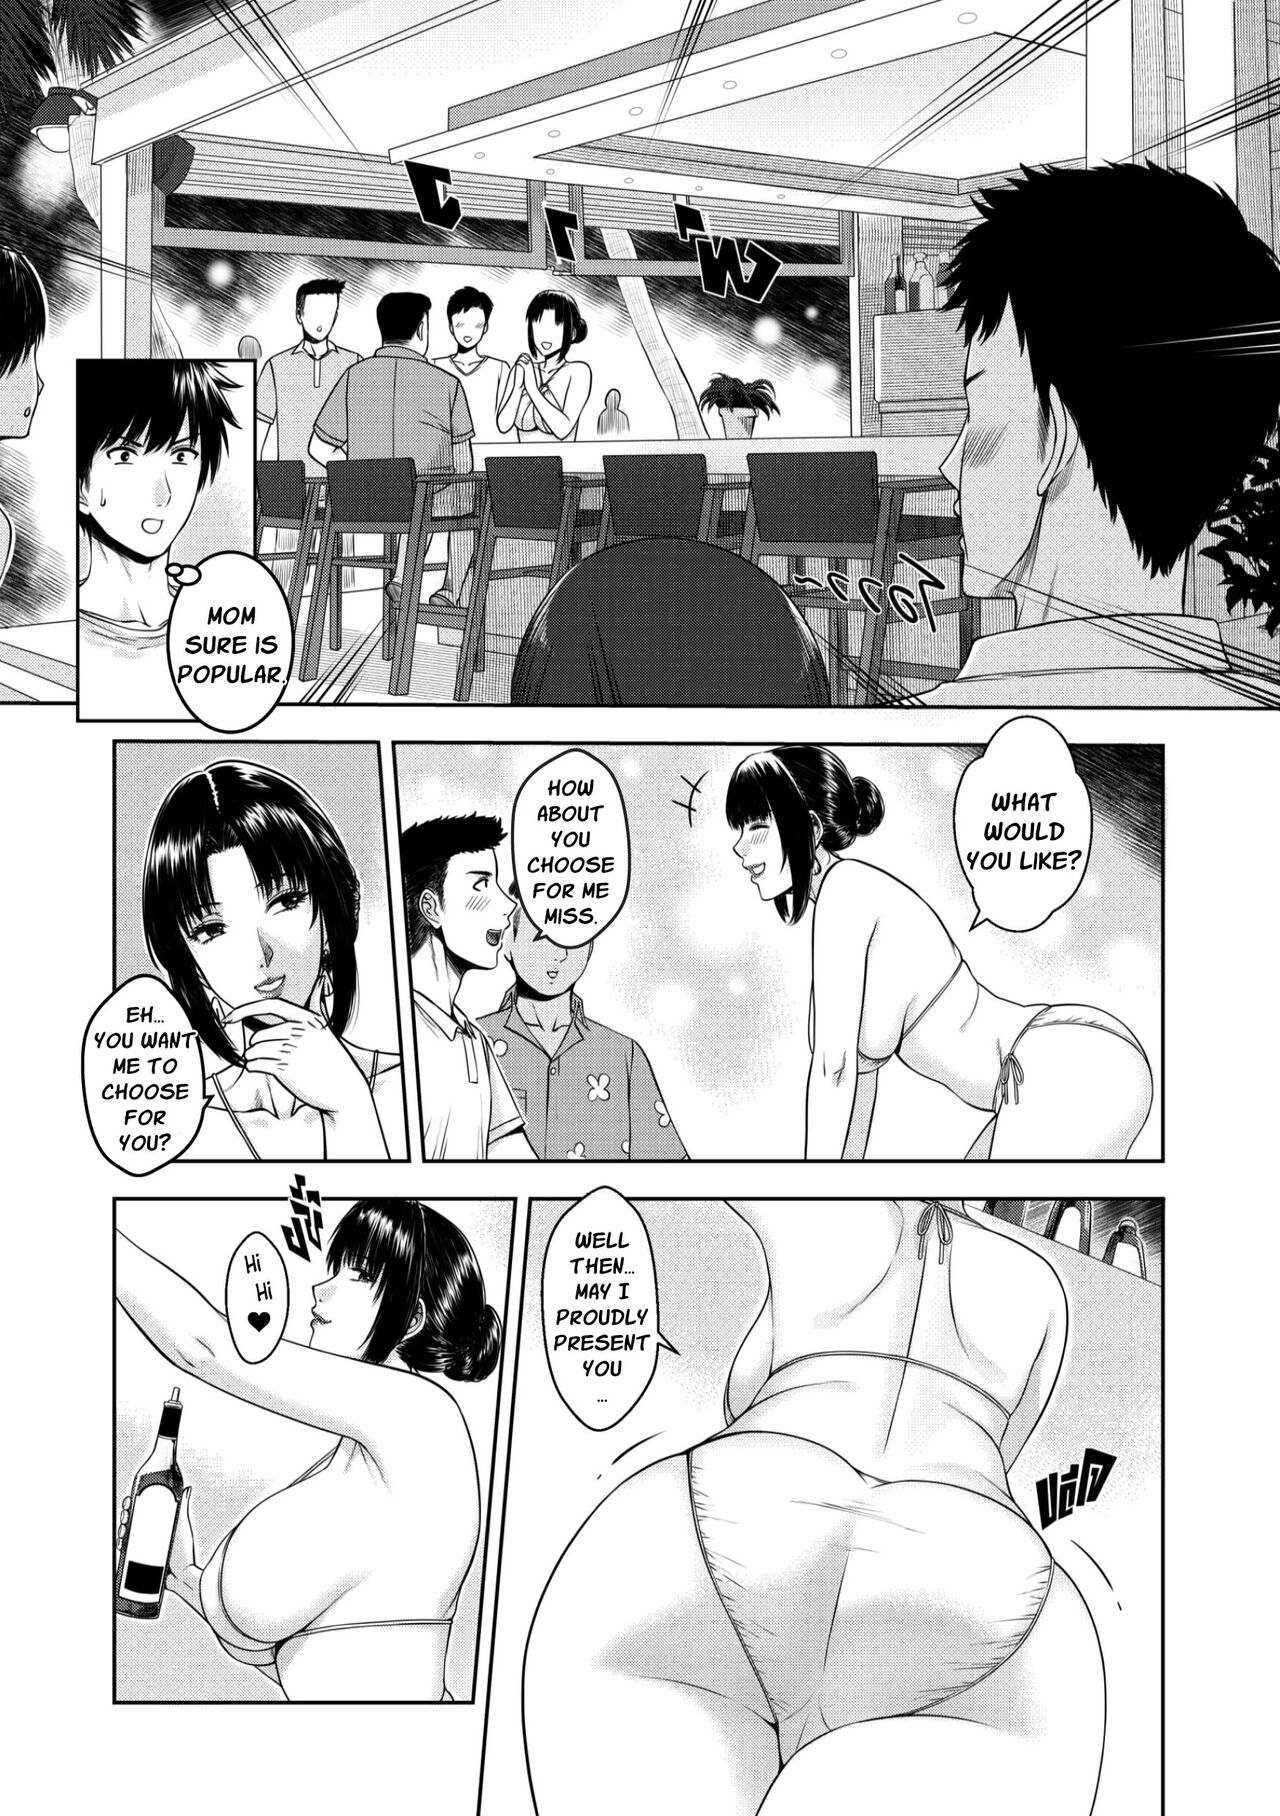 MOM
SURE IS
POPULAR.
WHAT
WOULD
YOU LIKE?
HOW
ABOUT
YOU
CHOOSE
FOR ME
MISS.
EH...
YOU WANT
ME TO
CHOOSE
FOR
YOU?
WELL
THEN...
MAY I
PROUDLY
PRESENT
YOU
...
Hi
Hi